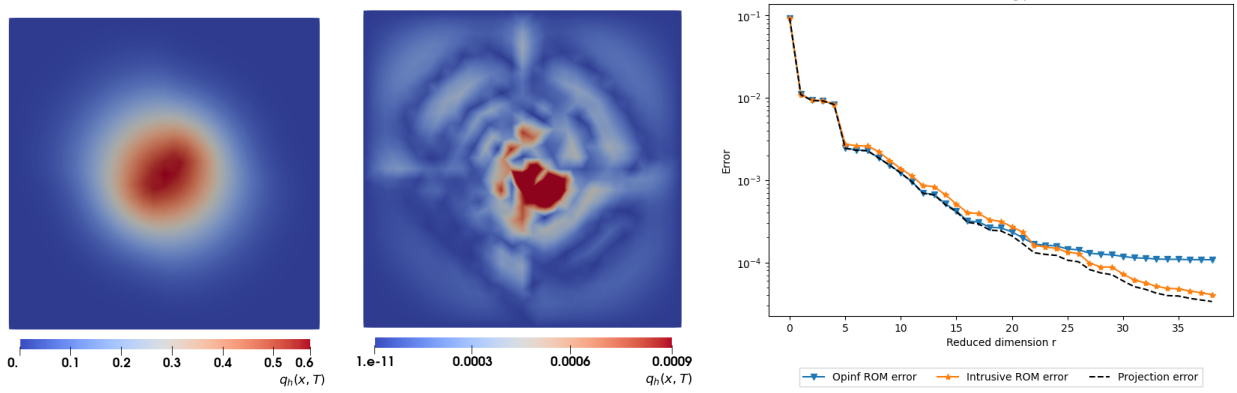 0. 0.1 0.2 0.3 0.4 0.5 0.6
q_h(x, T)
1.e-11 0.0003 0.0006 0.0009
q_h(x, T)
10^{-1}
10^{-2}
10^{-3}
10^{-4}
Error
0 5 10 15 20 25 30 35
Reduced dimension r
Opinf ROM error Intrusive ROM error Projection error